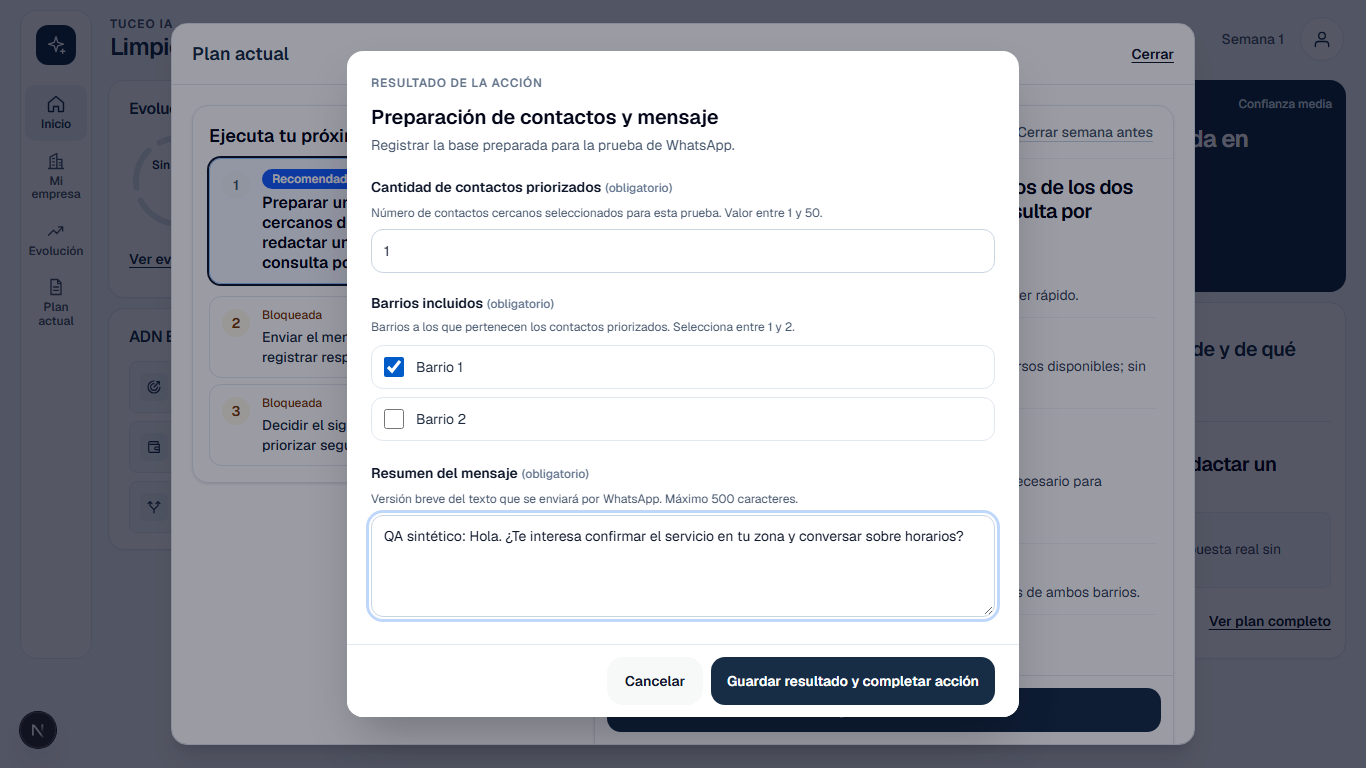 TUCEO IA
Limpi
Semana 1
Inicio
Mi
empresa
Evolución
Plan
actual
Evolu
Sin
Ver ev
ADN E
Plan actual
Cerrar
Ejecuta tu próxi
1
Recomendad
Preparar un
cercanos d
redactar un
consulta po
2
Bloqueada
Enviar el men
registrar resp
3
Bloqueada
Decidir el sig
priorizar segu
RESULTADO DE LA ACCIÓN
Preparación de contactos y mensaje
Registrar la base preparada para la prueba de WhatsApp.
Cantidad de contactos priorizados (obligatorio)
Número de contactos cercanos seleccionados para esta prueba. Valor entre 1 y 50.
1
Barrios incluidos (obligatorio)
Barrios a los que pertenecen los contactos priorizados. Selecciona entre 1 y 2.
Barrio 1
Barrio 2
Resumen del mensaje (obligatorio)
Versión breve del texto que se enviará por WhatsApp. Máximo 500 caracteres.
QA sintético: Hola. ¿Te interesa confirmar el servicio en tu zona y conversar sobre horarios?
Cancelar
Guardar resultado y completar acción
Cerrar semana antes
os de los dos
sulta por
er rápido.
rsos disponibles; sin
ecesario para
s de ambos barrios.
Confianza media
da en
de y de qué
dactar un
uesta real sin
Ver plan completo
N